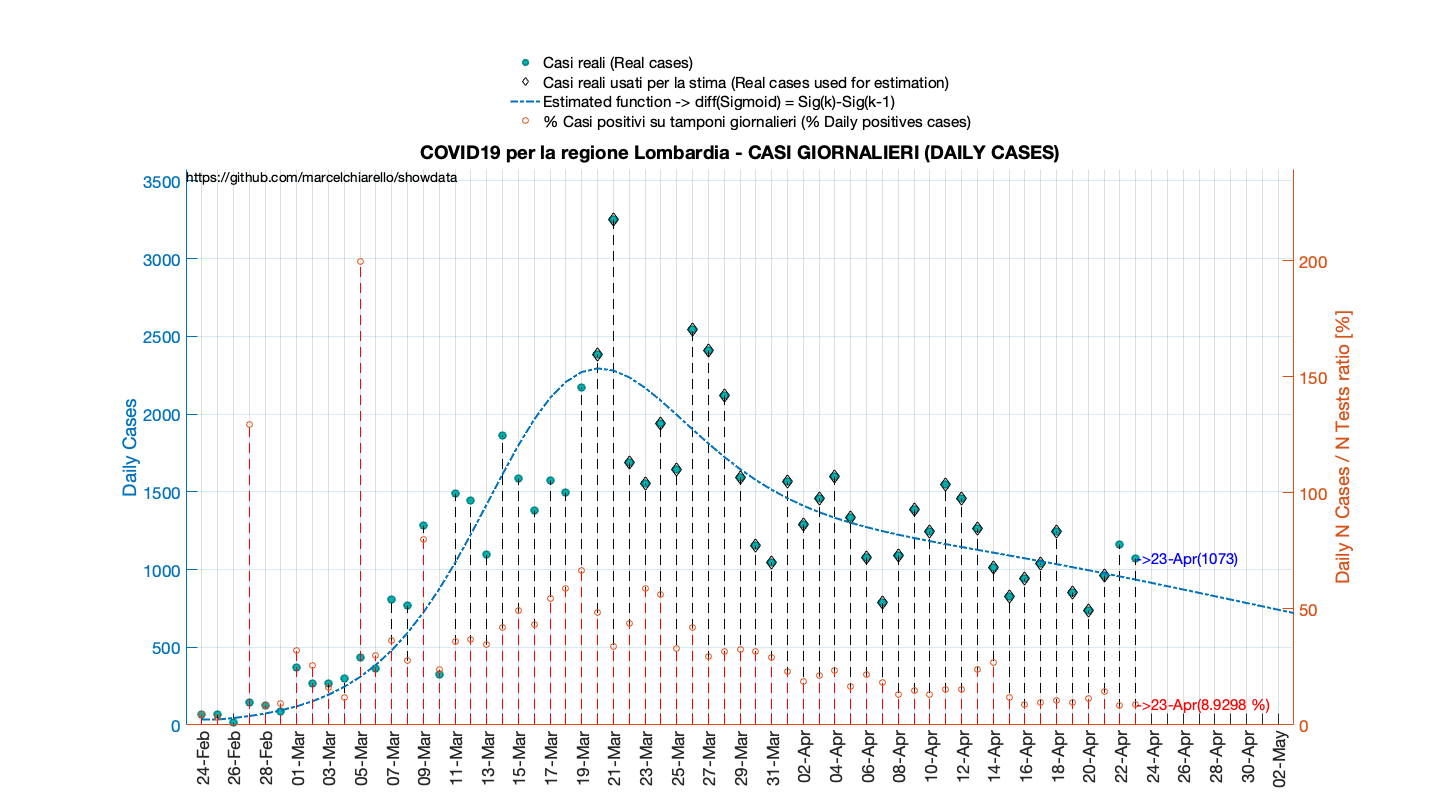 Casi reali (Real cases)
Casi reali usati per la stima (Real cases used for estimation)
Estimated function -> diff(Sigmoid) = Sig(k)-Sig(k-1)
% Casi positivi su tamponi giornalieri (% Daily positives cases)
COVID19 per la regione Lombardia - CASI GIORNALIERI (DAILY CASES)
https://github.com/marcelchiarello/showdata
Daily Cases
3500
3000
2500
2000
1500
1000
500
0
200
150
100
50
0
Daily N Cases / N Tests ratio [%]
>23-Apr(1073)
>23-Apr(8.9298 %)
24-Feb
26-Feb
28-Feb
01-Mar
03-Mar
05-Mar
07-Mar
09-Mar
11-Mar
13-Mar
15-Mar
17-Mar
19-Mar
21-Mar
23-Mar
25-Mar
27-Mar
29-Mar
31-Mar
02-Apr
04-Apr
06-Apr
08-Apr
10-Apr
12-Apr
14-Apr
16-Apr
18-Apr
20-Apr
22-Apr
24-Apr
26-Apr
28-Apr
30-Apr
02-May